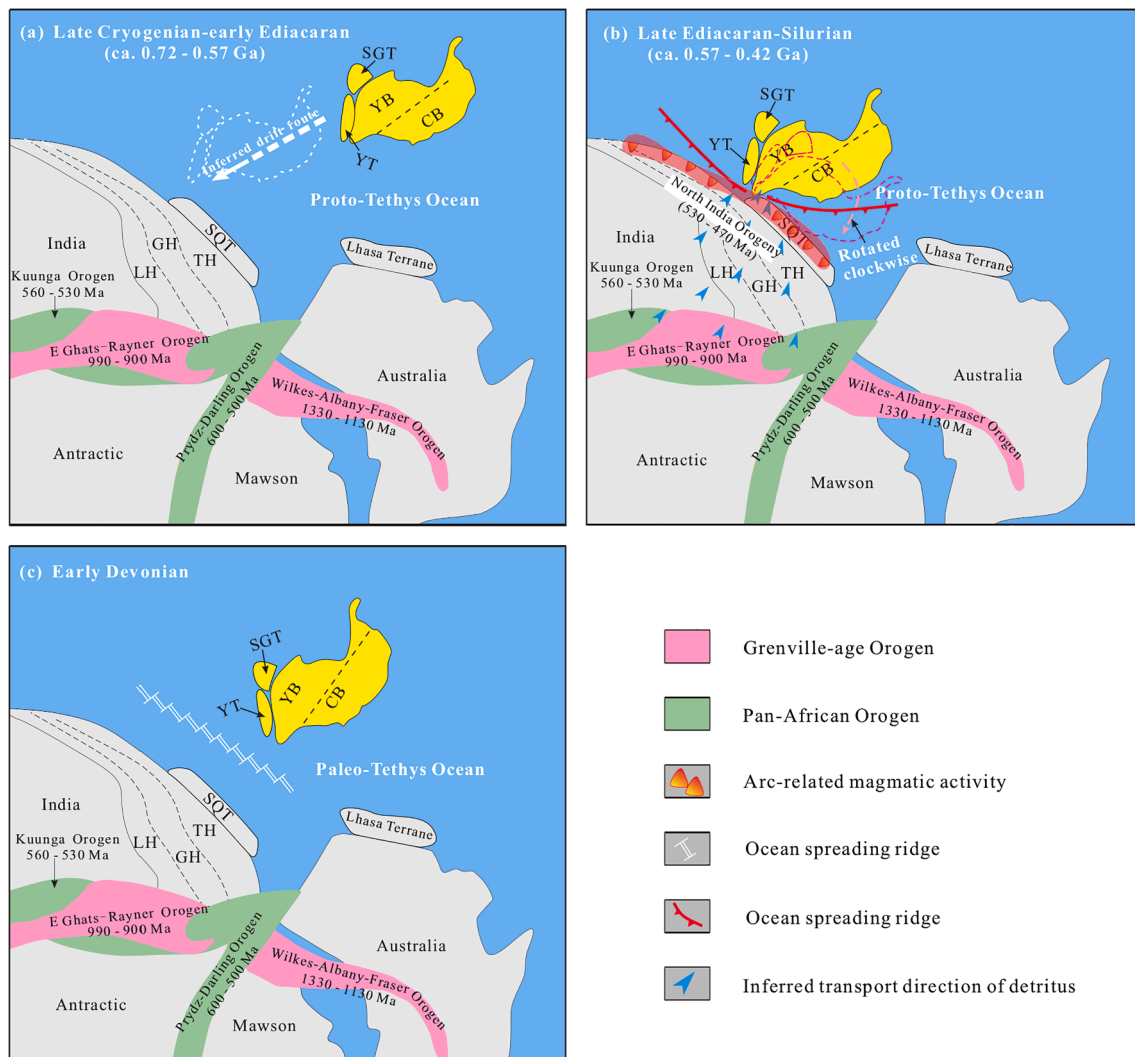 (a) Late Cryogenian-early Ediacaran
(ca. 0.72 - 0.57 Ga)
SGT
YB
CB
YT
Inferred drift route
Proto-Tethys Ocean
India
GH
SQT
LH
TH
Lhasa Terrane
Kuunga Orogen
560 - 530 Ma
E Ghats-Rayner Orogen
990 - 900 Ma
Prydz-Darling Orogen
600 - 500 Ma
Australia
Wilkes-Albany-Fraser Orogen
1330 - 1130 Ma
Antractic
Mawson
(b) Late Ediacaran-Silurian
(ca. 0.57 - 0.42 Ga)
SGT
YT
YB
CB
Proto-Tethys Ocean
North India Orogeny
(530 - 470 Ma)
SQT
Rotated
clockwise
India
LH
GH
TH
Lhasa Terrane
Kuunga Orogen
560 - 530 Ma
E Ghats-Rayner Orogen
990 - 900 Ma
Prydz-Darling Orogen
600 - 500 Ma
Australia
Wilkes-Albany-Fraser Orogen
1330 - 1130 Ma
Antractic
Mawson
(c) Early Devonian
SGT
YT
YB
CB
Paleo-Tethys Ocean
India
SQT
TH
LH
GH
Lhasa Terrane
Kuunga Orogen
560 - 530 Ma
E Ghats-Rayner Orogen
990 - 900 Ma
Prydz-Darling Orogen
600 - 500 Ma
Australia
Wilkes-Albany-Fraser Orogen
1330 - 1130 Ma
Antractic
Mawson
Grenville-age Orogen
Pan-African Orogen
Arc-related magmatic activity
Ocean spreading ridge
Ocean spreading ridge
Inferred transport direction of detritus